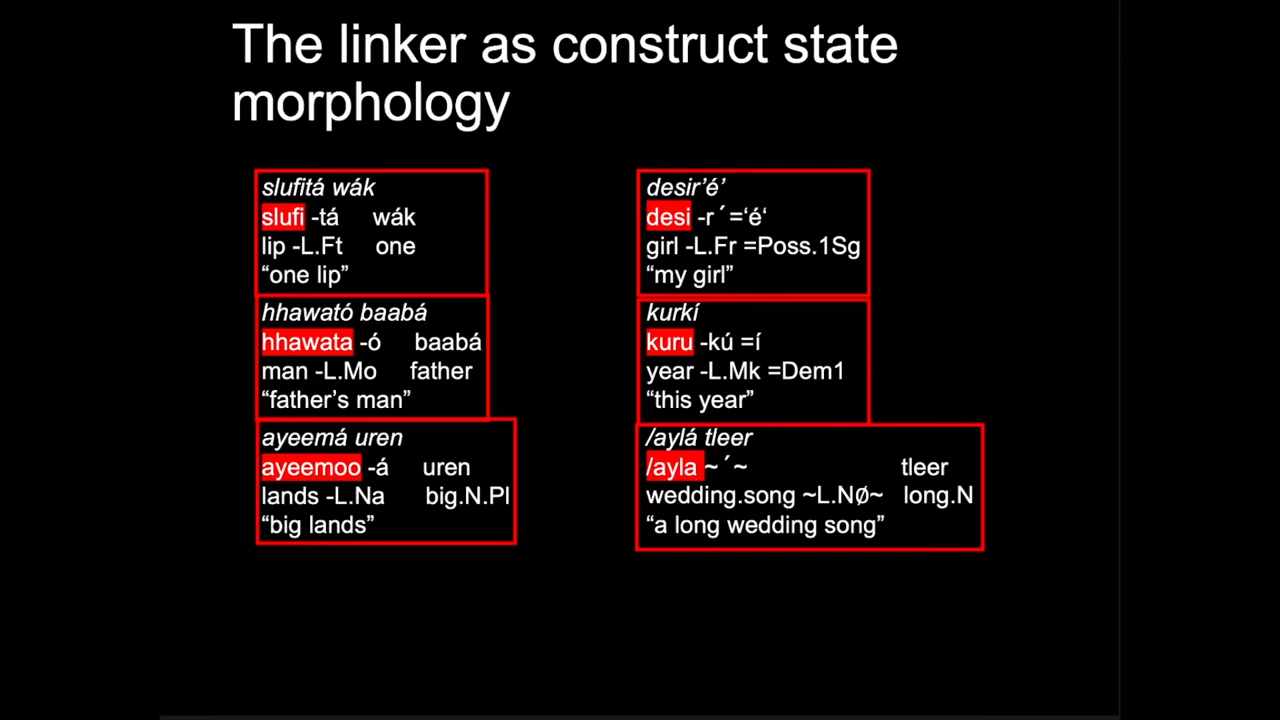 The linker as construct state
morphology
slufitá wák
slufi -tá wák
lip -L.Ft one
“one lip”
hhawató baabá
hhawata -ó baabá
man -L.Mo father
“father’s man”
ayeemá uren
ayeemoo -á uren
lands -L.Na big.N.Pl
“big lands”
desir’é’
desi -r ́ =‘é‘
girl -L.Fr =Poss.1Sg
“my girl”
kurkí
kuru -kú =í
year -L.Mk =Dem1
“this year”
/aylá tleer
/ayla ~ ́ ~ tleer
wedding.song ~L.NØ~ long.N
“a long wedding song”